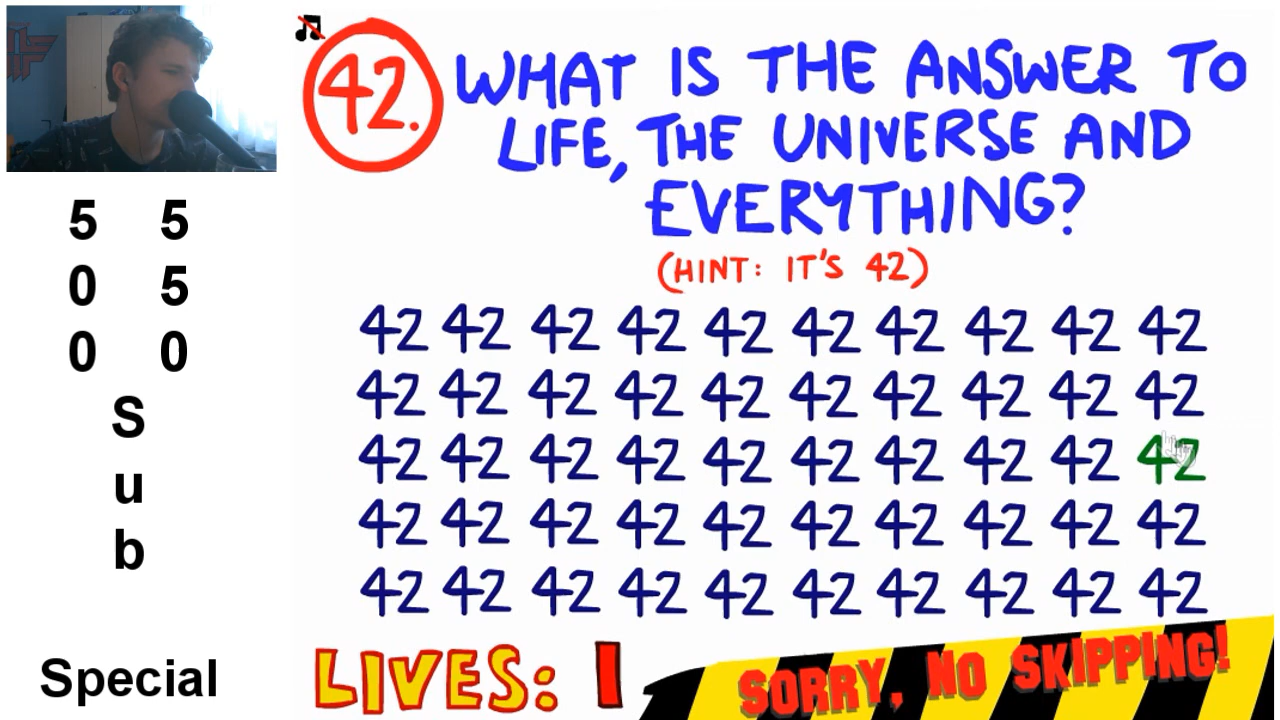 5 5
0 5
0 0
S
u
b
Special
42. WHAT IS THE ANSWER TO
LIFE, THE UNIVERSE AND
EVERYTHING?
(HINT: IT'S 42)
42 42 42 42 42 42 42 42 42 42
42 42 42 42 42 42 42 42 42 42
42 42 42 42 42 42 42 42 42 42
42 42 42 42 42 42 42 42 42 42
42 42 42 42 42 42 42 42 42 42
LIVES: 1
SORRY, NO SKIPPING!